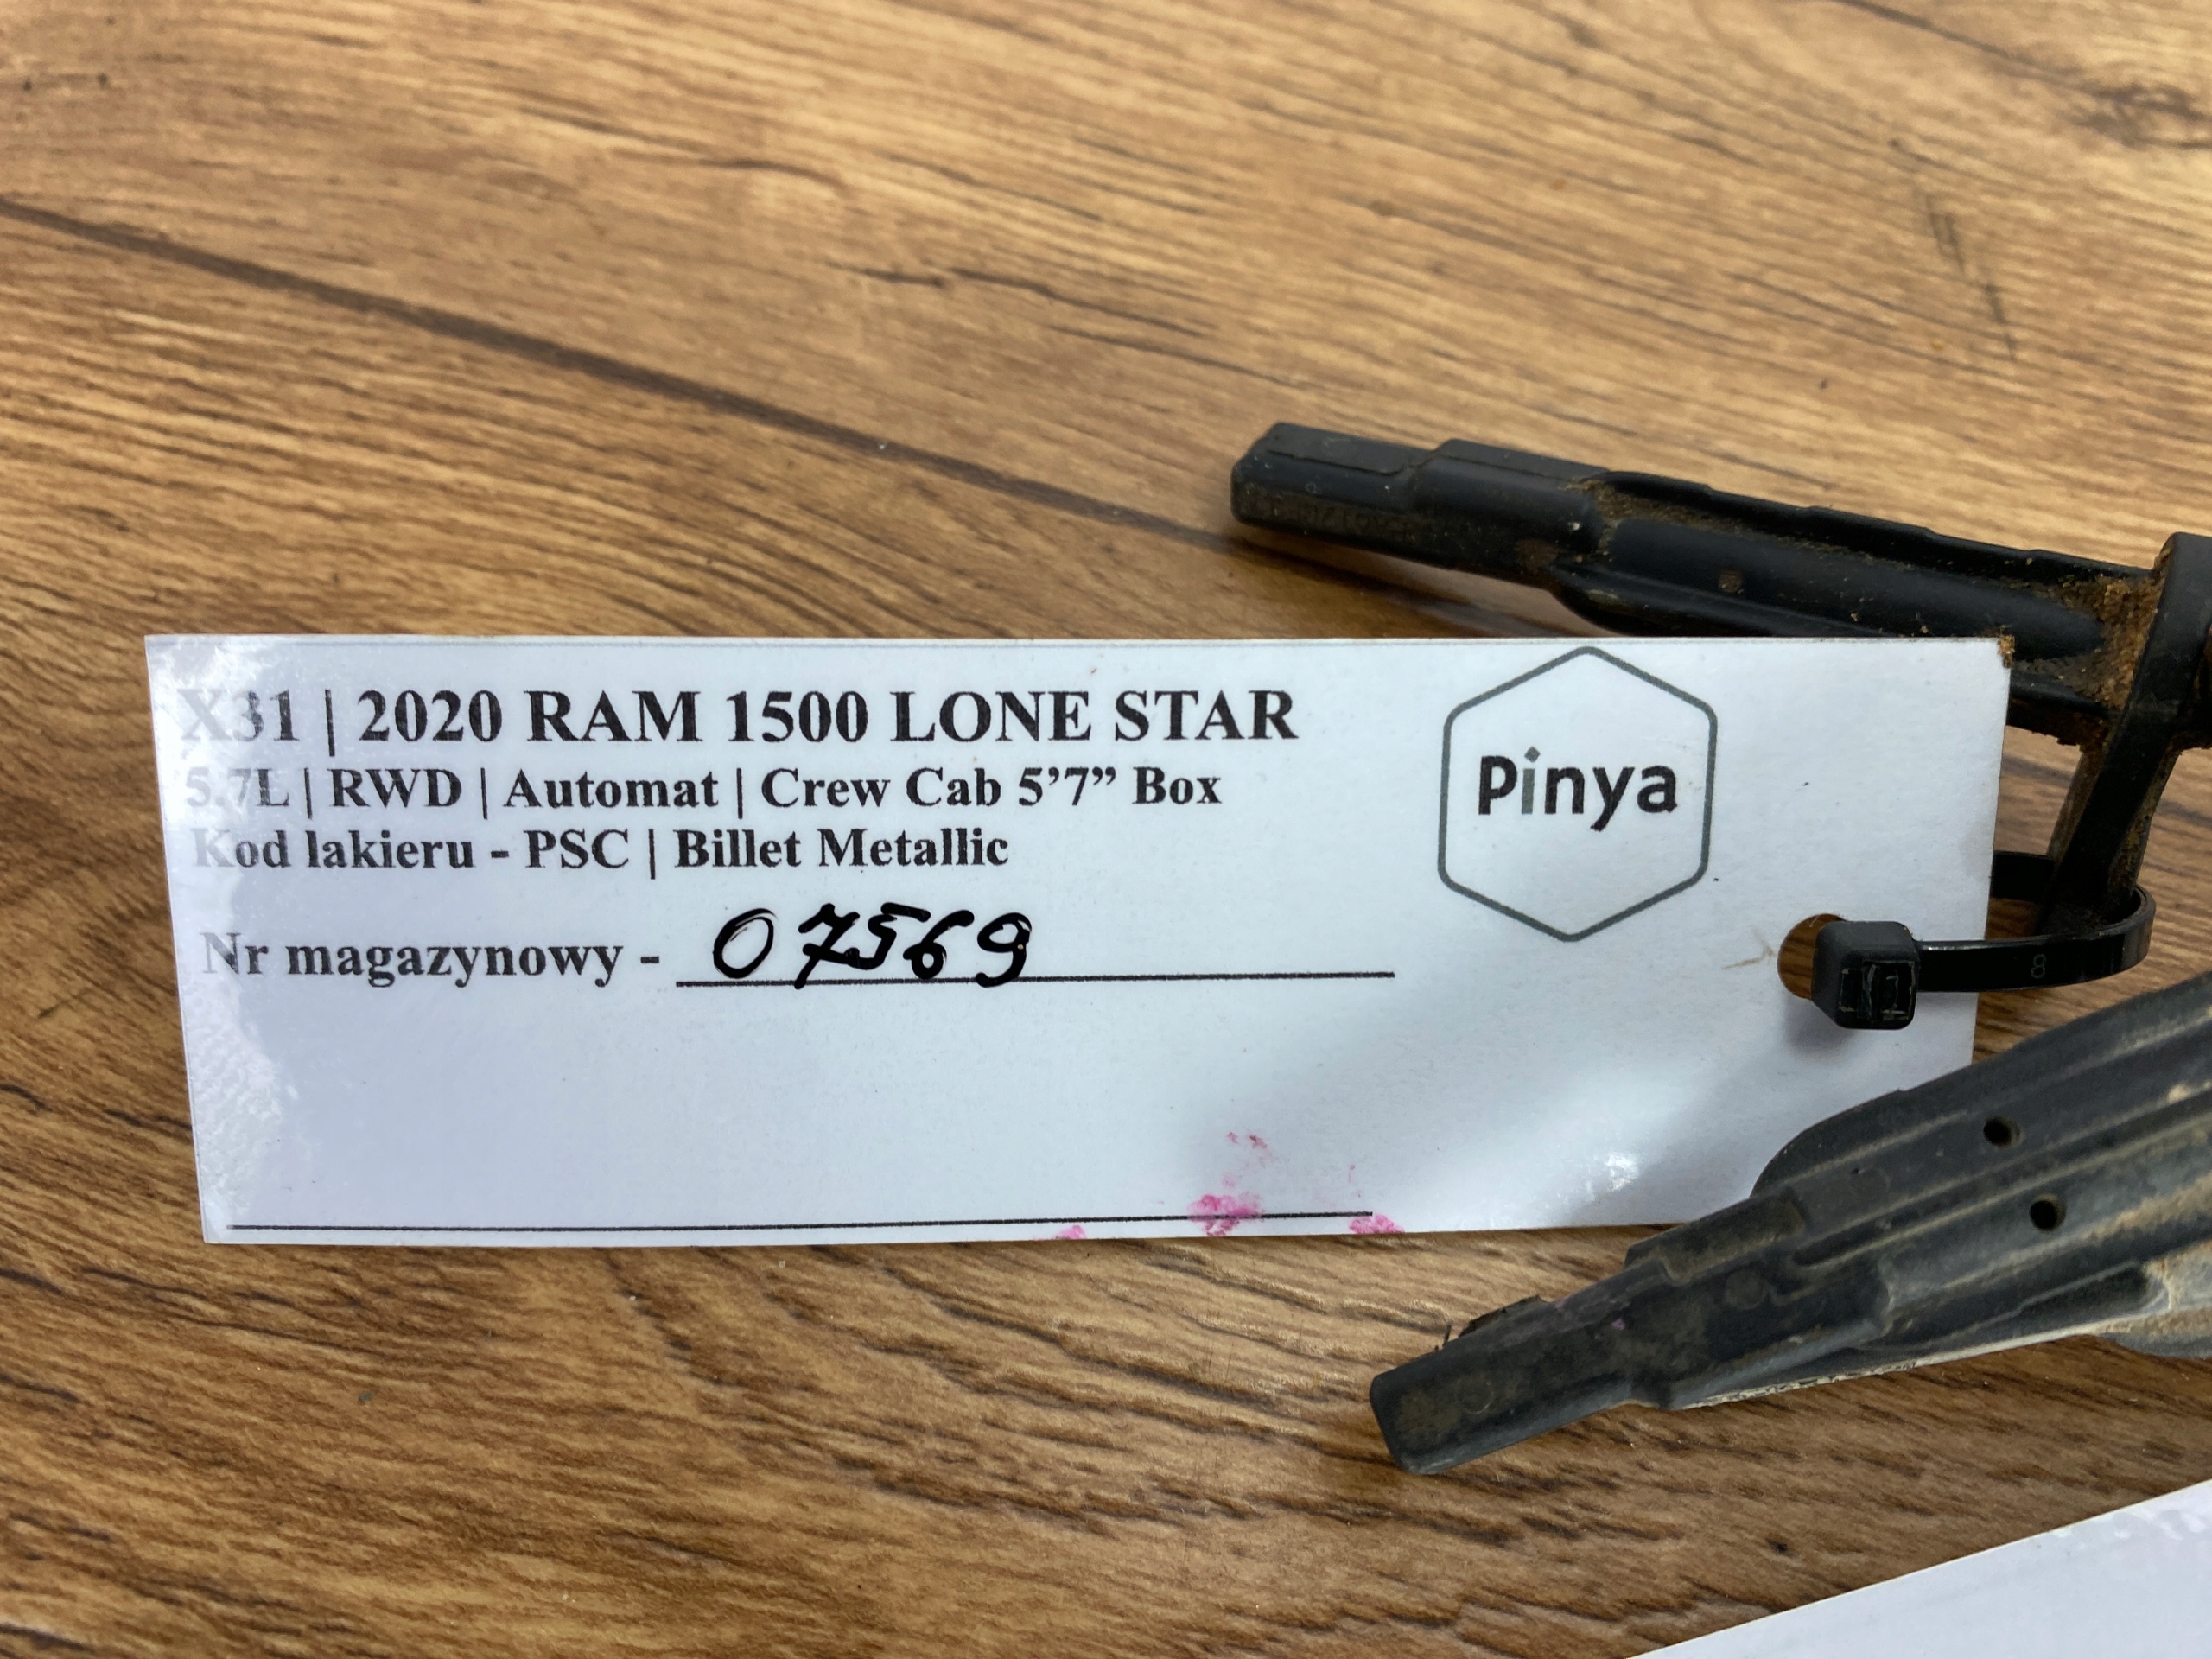 X31 | 2020 RAM 1500 LONE STAR
5.7L | RWD | Automat | Crew Cab 5’7” Box
Kod lakieru - PSC | Billet Metallic
Nr magazynowy - 07569
Pinya
8